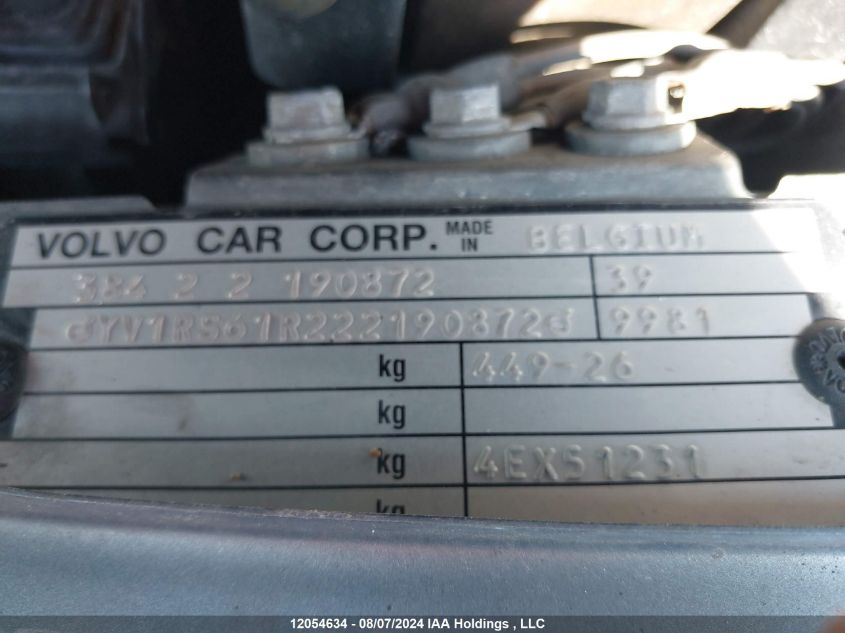 VOLVO CAR CORP. MADE IN BELGIUM
384 2 2 190872 39
YV1RS61R222190872 9981
kg 449-26
kg
kg 4EX51231
kg
12054634 - 08/07/2024 IAA Holdings , LLC